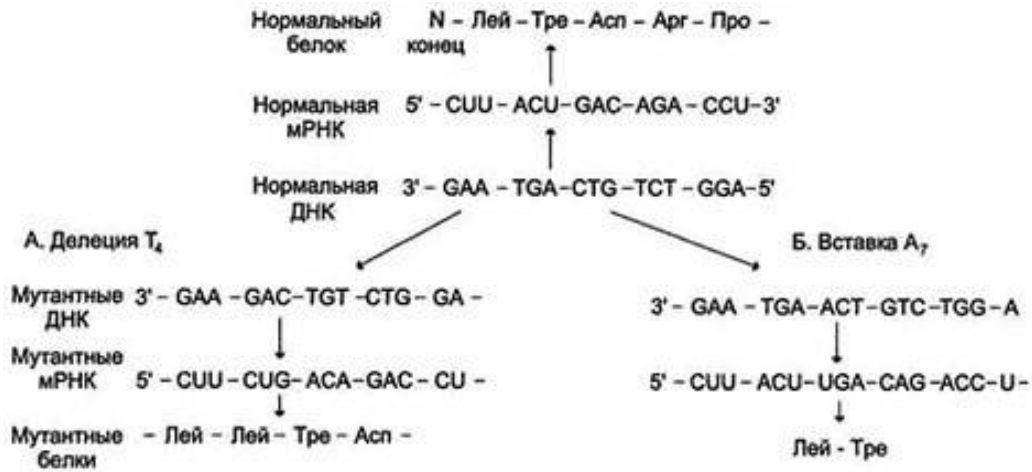 Нормальный белок N – Лей – Тре – Асп – Арг – Про –
конец
Нормальная мРНК 5' – CUU – ACU – GAC – AGA – CCU – 3'
Нормальная ДНК 3' – GAA – TGA – CTG – TCT – GGA – 5'
А. Делеция T₄
Б. Вставка A₇
Мутантные ДНК 3' – GAA – GAC – TGT – CTG – GA –
3' – GAA – TGA – ACT – GTC – TGG – A
Мутантные мРНК 5' – CUU – CUG – ACA – GAC – CU –
5' – CUU – ACU – UGA – CAG – ACC – U –
Мутантные белки – Лей – Лей – Тре – Асп –
Лей - Тре